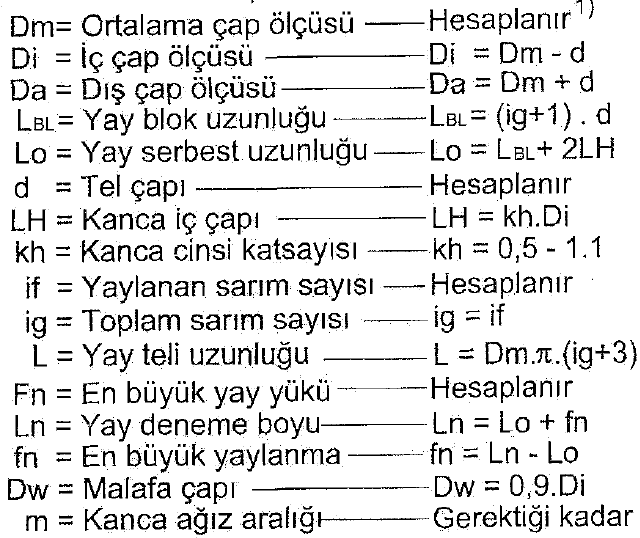 Dm= Ortalama çap ölçüsü Hesaplanır 1)
Di = İç çap ölçüsü Di = Dm - d
Da = Dış çap ölçüsü Da = Dm + d
LBL= Yay blok uzunluğu LBL= (ig+1) . d
Lo = Yay serbest uzunluğu Lo = LBL+ 2LH
d = Tel çapı Hesaplanır
LH = Kanca iç çapı LH = kh.Di
kh = Kanca cinsi katsayısı kh = 0,5 - 1.1
if = Yaylanan sarım sayısı Hesaplanır
ig = Toplam sarım sayısı ig = if
L = Yay teli uzunluğu L = Dm.π.(ig+3)
Fn = En büyük yay yükü Hesaplanır
Ln = Yay deneme boyu Ln = Lo + fn
fn = En büyük yaylanma fn = Ln - Lo
Dw = Malafa çapı Dw = 0,9.Di
m = Kanca ağız aralığı Gerektiği kadar